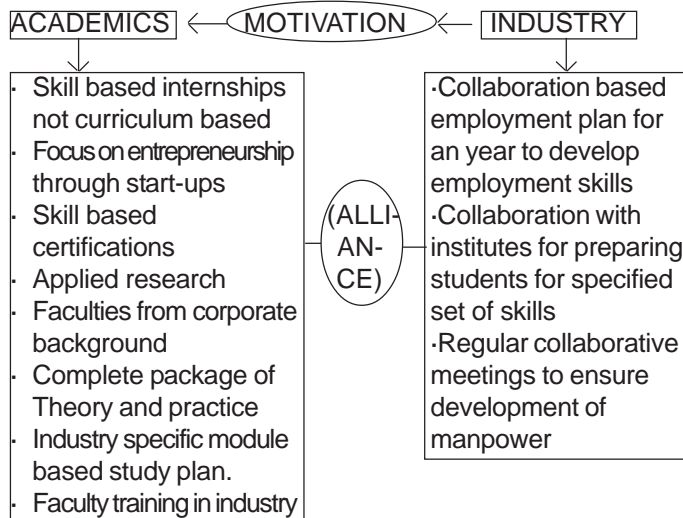 ACADEMICS MOTIVATION INDUSTRY
· Skill based internships
not curriculum based
· Focus on entrepreneurship
through start-ups
· Skill based
certifications
· Applied research
· Faculties from corporate
background
· Complete package of
Theory and practice
· Industry specific module
based study plan.
· Faculty training in industry
(ALLI-
AN-
CE)
·Collaboration based
employment plan for
an year to develop
employment skills
·Collaboration with
institutes for preparing
students for specified
set of skills
·Regular collaborative
meetings to ensure
development of
manpower